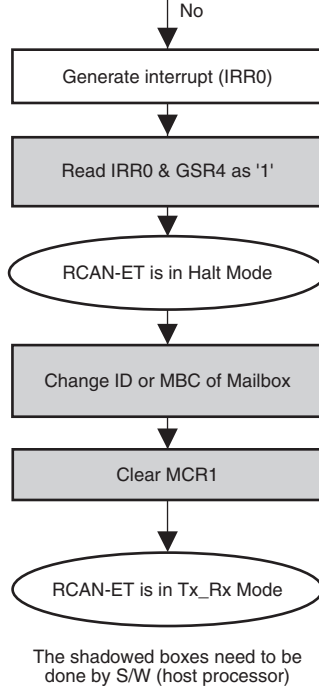 No
Generate interrupt (IRR0)
Read IRR0 & GSR4 as '1'
RCAN-ET is in Halt Mode
Change ID or MBC of Mailbox
Clear MCR1
RCAN-ET is in Tx_Rx Mode
The shadowed boxes need to be
done by S/W (host processor)